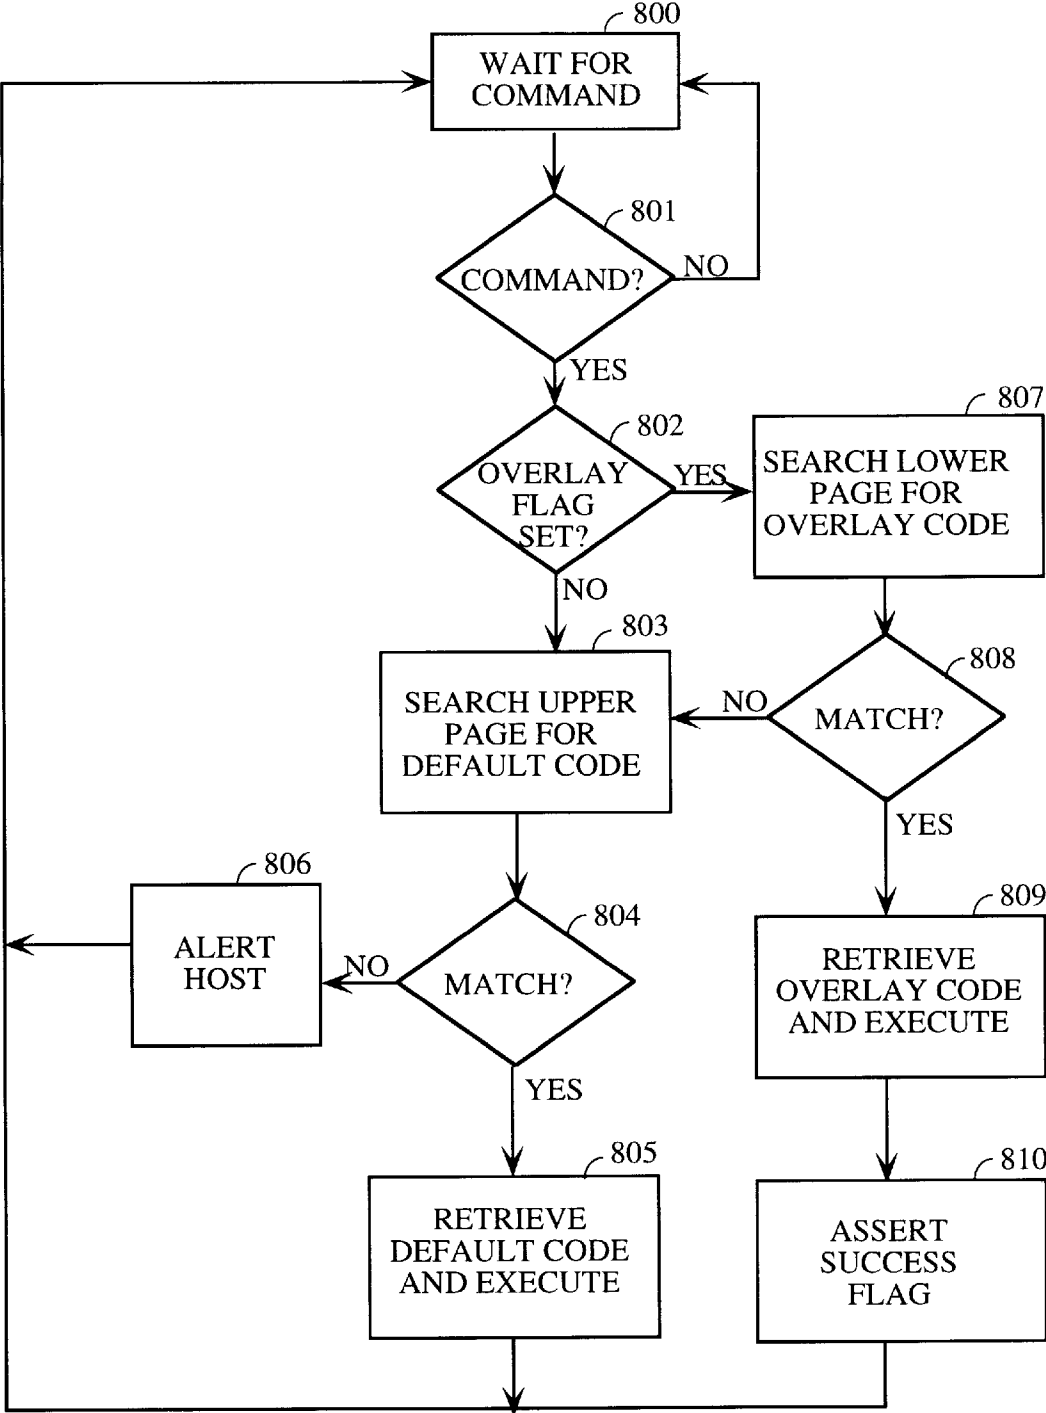 800
WAIT FOR
COMMAND
801
COMMAND?
NO
YES
802
OVERLAY
FLAG
SET?
YES
NO
807
SEARCH LOWER
PAGE FOR
OVERLAY CODE
803
SEARCH UPPER
PAGE FOR
DEFAULT CODE
808
MATCH?
NO
YES
806
ALERT
HOST
804
MATCH?
NO
YES
809
RETRIEVE
OVERLAY CODE
AND EXECUTE
805
RETRIEVE
DEFAULT CODE
AND EXECUTE
810
ASSERT
SUCCESS
FLAG